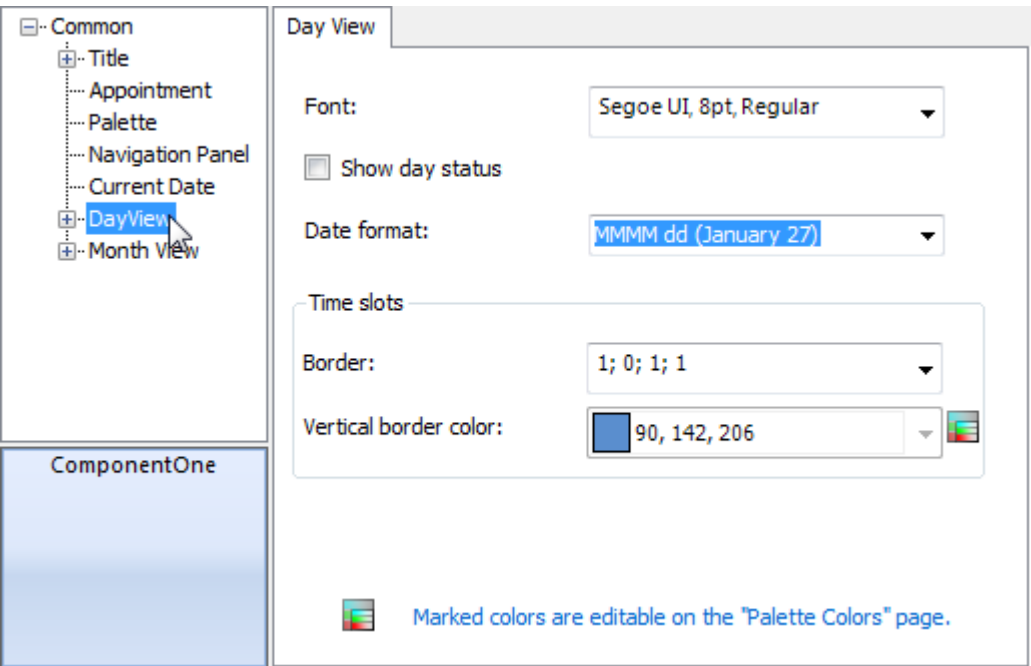 Common
Title
Appointment
Palette
Navigation Panel
Current Date
DayView
Month View
ComponentOne
Day View
Font:
Segoe UI, 8pt, Regular
Show day status
Date format:
MMMM dd (January 27)
Time slots
Border:
1; 0; 1; 1
Vertical border color:
90, 142, 206
Marked colors are editable on the "Palette Colors" page.